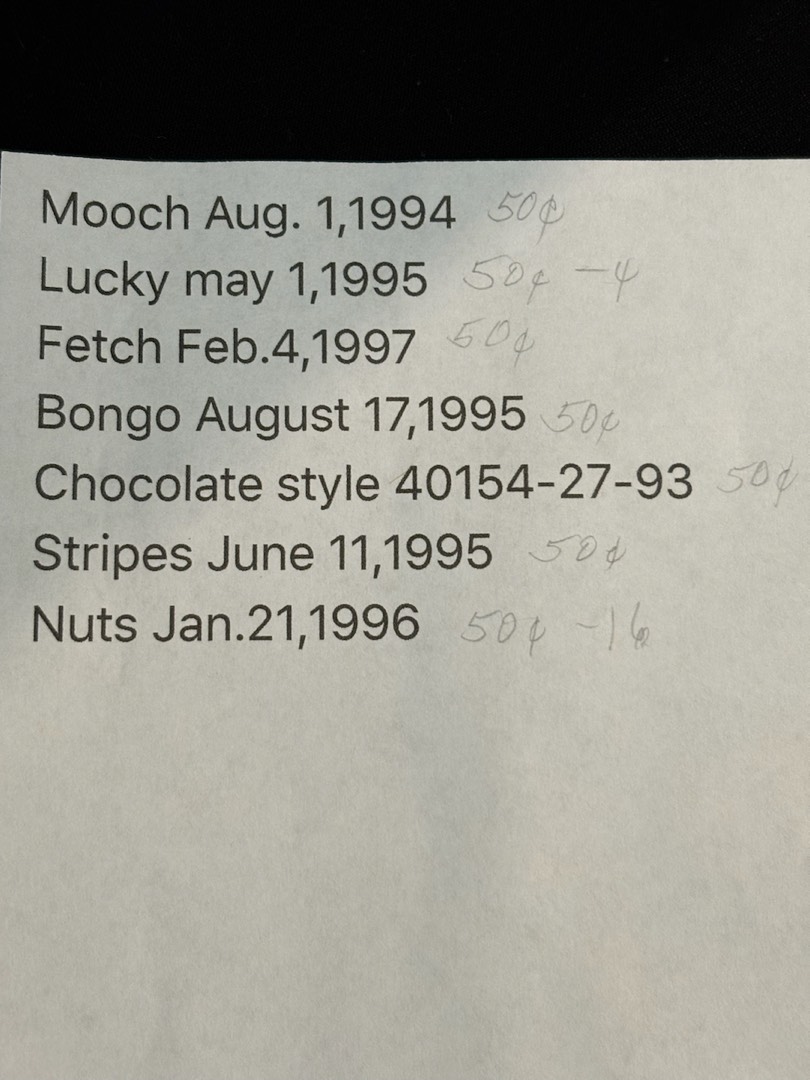 Mooch Aug. 1,1994 50¢
Lucky may 1,1995 50¢ -4
Fetch Feb.4,1997 50¢
Bongo August 17,1995 50¢
Chocolate style 40154-27-93 50¢
Stripes June 11,1995 50¢
Nuts Jan.21,1996 50¢ -16